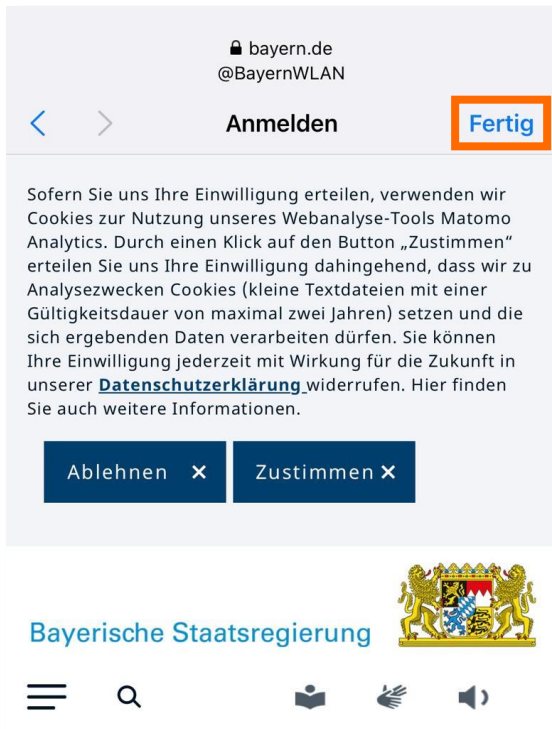 bayern.de
@BayernWLAN
Anmelden
Fertig
Sofern Sie uns Ihre Einwilligung erteilen, verwenden wir
Cookies zur Nutzung unseres Webanalyse-Tools Matomo
Analytics. Durch einen Klick auf den Button „Zustimmen“
erteilen Sie uns Ihre Einwilligung dahingehend, dass wir zu
Analysezwecken Cookies (kleine Textdateien mit einer
Gültigkeitsdauer von maximal zwei Jahren) setzen und die
sich ergebenden Daten verarbeiten dürfen. Sie können
Ihre Einwilligung jederzeit mit Wirkung für die Zukunft in
unserer Datenschutzerklärung widerrufen. Hier finden
Sie auch weitere Informationen.
Ablehnen ×
Zustimmen ×
Bayerische Staatsregierung